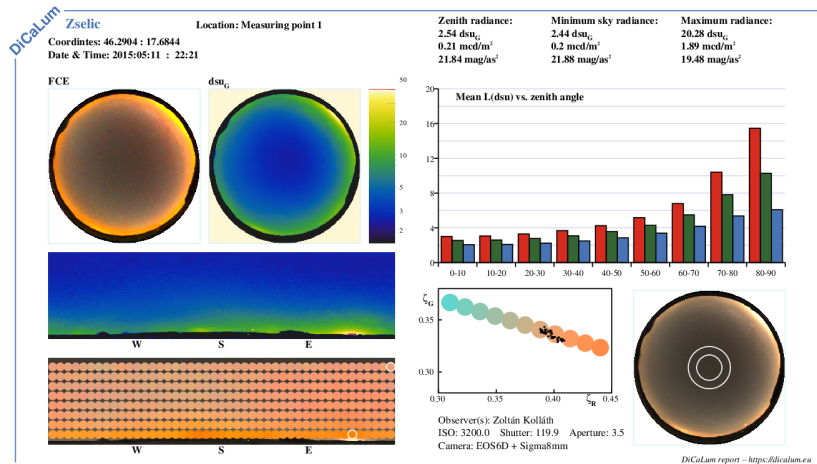 DiCaLum
Zselic
Location: Measuring point 1
Coordintes: 46.2904 : 17.6844
Date & Time: 2015:05:11 : 22:21
Zenith radiance:
2.54 dsuG
0.21 mcd/m²
21.84 mag/as²
Minimum sky radiance:
2.44 dsuG
0.2 mcd/m²
21.88 mag/as²
Maximum radiance:
20.28 dsuG
1.89 mcd/m²
19.48 mag/as²
FCE
dsuG
50
20
10
5
3
2
Mean L(dsu) vs. zenith angle
20
16
12
8
4
0
0-10 10-20 20-30 30-40 40-50 50-60 60-70 70-80 80-90
W S E
W S E
ζG
0.35
0.30
0.30 0.35 0.40 0.45
ζR
Observer(s): Zoltán Kolláth
ISO: 3200.0 Shutter: 119.9 Aperture: 3.5
Camera: EOS6D + Sigma8mm
DiCaLum report – https://dicalum.eu